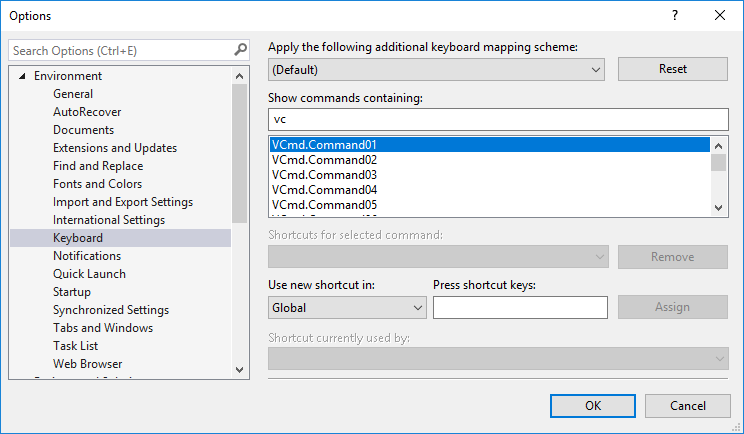 Options
?
Search Options (Ctrl+E)
Environment
General
AutoRecover
Documents
Extensions and Updates
Find and Replace
Fonts and Colors
Import and Export Settings
International Settings
Keyboard
Notifications
Quick Launch
Startup
Synchronized Settings
Tabs and Windows
Task List
Web Browser
Apply the following additional keyboard mapping scheme:
(Default)
Reset
Show commands containing:
vc
VCmd.Command01
VCmd.Command02
VCmd.Command03
VCmd.Command04
VCmd.Command05
Shortcuts for selected command:
Remove
Use new shortcut in:
Press shortcut keys:
Global
Assign
Shortcut currently used by:
OK
Cancel